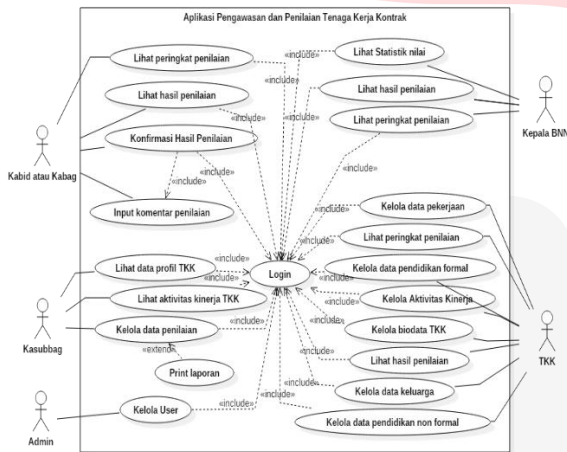 Aplikasi Pengawasan dan Penilaian Tenaga Kerja Kontrak
Lihat peringkat penilaian
«include»
«include»
Lihat Statistik nilai
«include»
Lihat hasil penilaian
«include»
Lihat hasil penilaian
Kabid atau Kabag
Konfirmasi Hasil Penilaian
«include»
Lihat peringkat penilaian
Kepala BNN
«include»
«include»
«include»
«include»
Input komentar penilaian
Kelola data pekerjaan
«include»
Lihat peringkat penilaian
Lihat data profil TKK
«include»
«include»
Login
«include»
Kelola data pendidikan formal
Lihat aktivitas kinerja TKK
«include»
Kelola Aktivitas Kinerja
Kasubbag
Kelola data penilaian
«include»
«include»
Kelola biodata TKK
«extend»
«include»
Lihat hasil penilaian
TKK
Print laporan
«include»
Kelola data keluarga
Admin
Kelola User
«include»
«include»
Kelola data pendidikan non formal